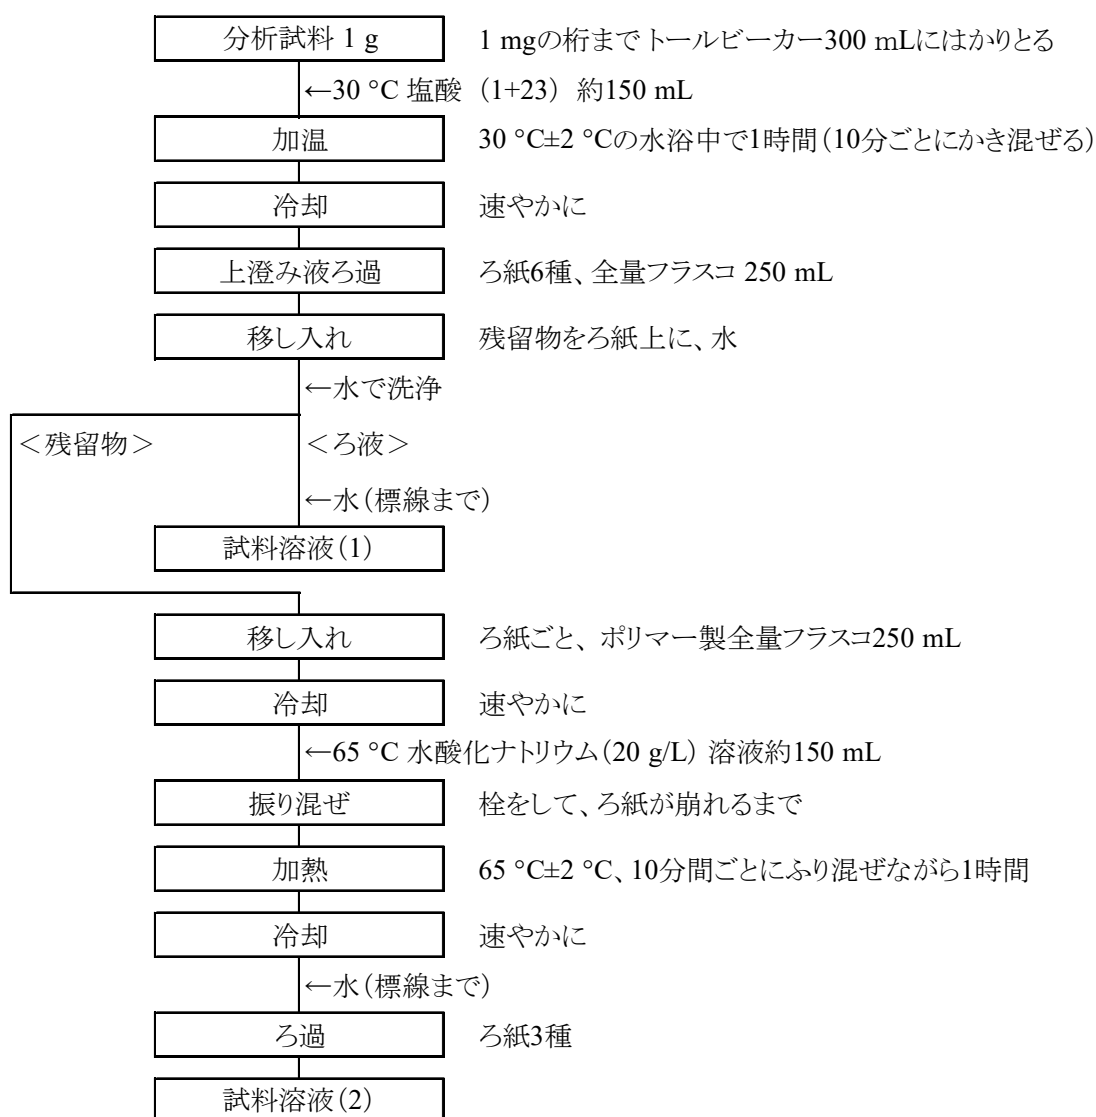 分析試料 1 g 1 mgの桁まで トールビーカー300 mLにはかりとる
←30 °C 塩酸 (1+23) 約150 mL
加温 30 °C±2 °Cの水浴中で1時間(10分ごとにかき混ぜる)
冷却 速やかに
上澄み液ろ過 ろ紙6種、全量フラスコ 250 mL
移し入れ 残留物をろ紙上に、水
←水で洗浄
<残留物> <ろ液>
←水(標線まで)
試料溶液(1)
移し入れ ろ紙ごと、ポリマー製全量フラスコ250 mL
冷却 速やかに
←65 °C 水酸化ナトリウム(20 g/L) 溶液約150 mL
振り混ぜ 栓をして、ろ紙が崩れるまで
加熱 65 °C±2 °C、10分間ごとにふり混ぜながら1時間
冷却 速やかに
←水(標線まで)
ろ過 ろ紙3種
試料溶液(2)